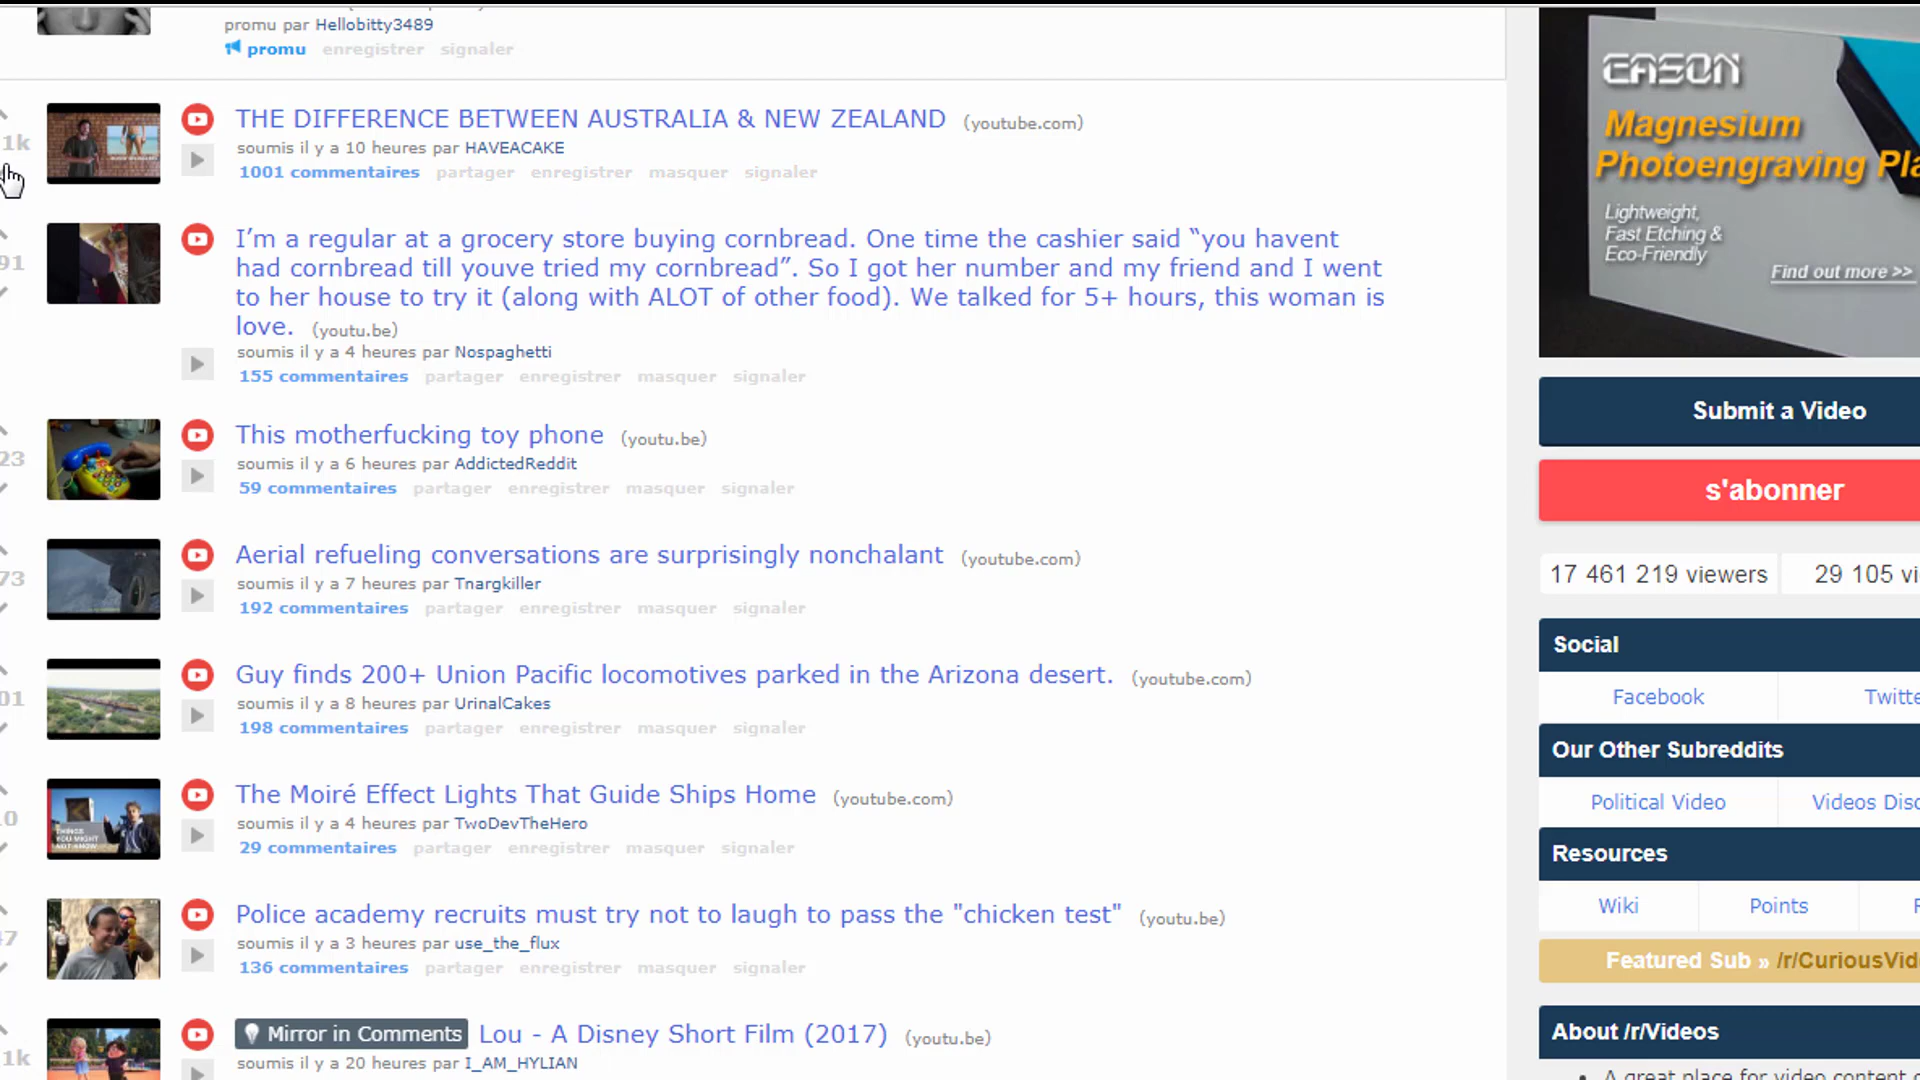 promu par Hellobitty3489
promu enregistrer signaler
THE DIFFERENCE BETWEEN AUSTRALIA & NEW ZEALAND (youtube.com)
1k
soumis il y a 10 heures par HAVEACAKE
1001 commentaires partager enregistrer masquer signaler
I’m a regular at a grocery store buying cornbread. One time the cashier said “you havent
91
had cornbread till youve tried my cornbread”. So I got her number and my friend and I went
to her house to try it (along with ALOT of other food). We talked for 5+ hours, this woman is
love. (youtu.be)
soumis il y a 4 heures par Nospaghetti
155 commentaires partager enregistrer masquer signaler
This motherfucking toy phone (youtu.be)
23
soumis il y a 6 heures par AddictedReddit
59 commentaires partager enregistrer masquer signaler
Aerial refueling conversations are surprisingly nonchalant (youtube.com)
73
soumis il y a 7 heures par Tnargkiller
192 commentaires partager enregistrer masquer signaler
Guy finds 200+ Union Pacific locomotives parked in the Arizona desert. (youtube.com)
01
soumis il y a 8 heures par UrinalCakes
198 commentaires partager enregistrer masquer signaler
The Moiré Effect Lights That Guide Ships Home (youtube.com)
0
soumis il y a 4 heures par TwoDevTheHero
29 commentaires partager enregistrer masquer signaler
THINGS
YOU MIGHT
NOT KNOW
Police academy recruits must try not to laugh to pass the "chicken test" (youtu.be)
47
soumis il y a 3 heures par use_the_flux
136 commentaires partager enregistrer masquer signaler
Mirror in Comments Lou - A Disney Short Film (2017) (youtu.be)
1k
soumis il y a 20 heures par I_AM_HYLIAN
EASON
Magnesium
Photoengraving Pla
Lightweight,
Fast Etching &
Eco-Friendly
Find out more >>
Submit a Video
s'abonner
17 461 219 viewers 29 105 vi
Social
Facebook Twitte
Our Other Subreddits
Political Video Videos Disc
Resources
Wiki Points
Featured Sub » /r/CuriousVid
About /r/Videos
A great place for video content